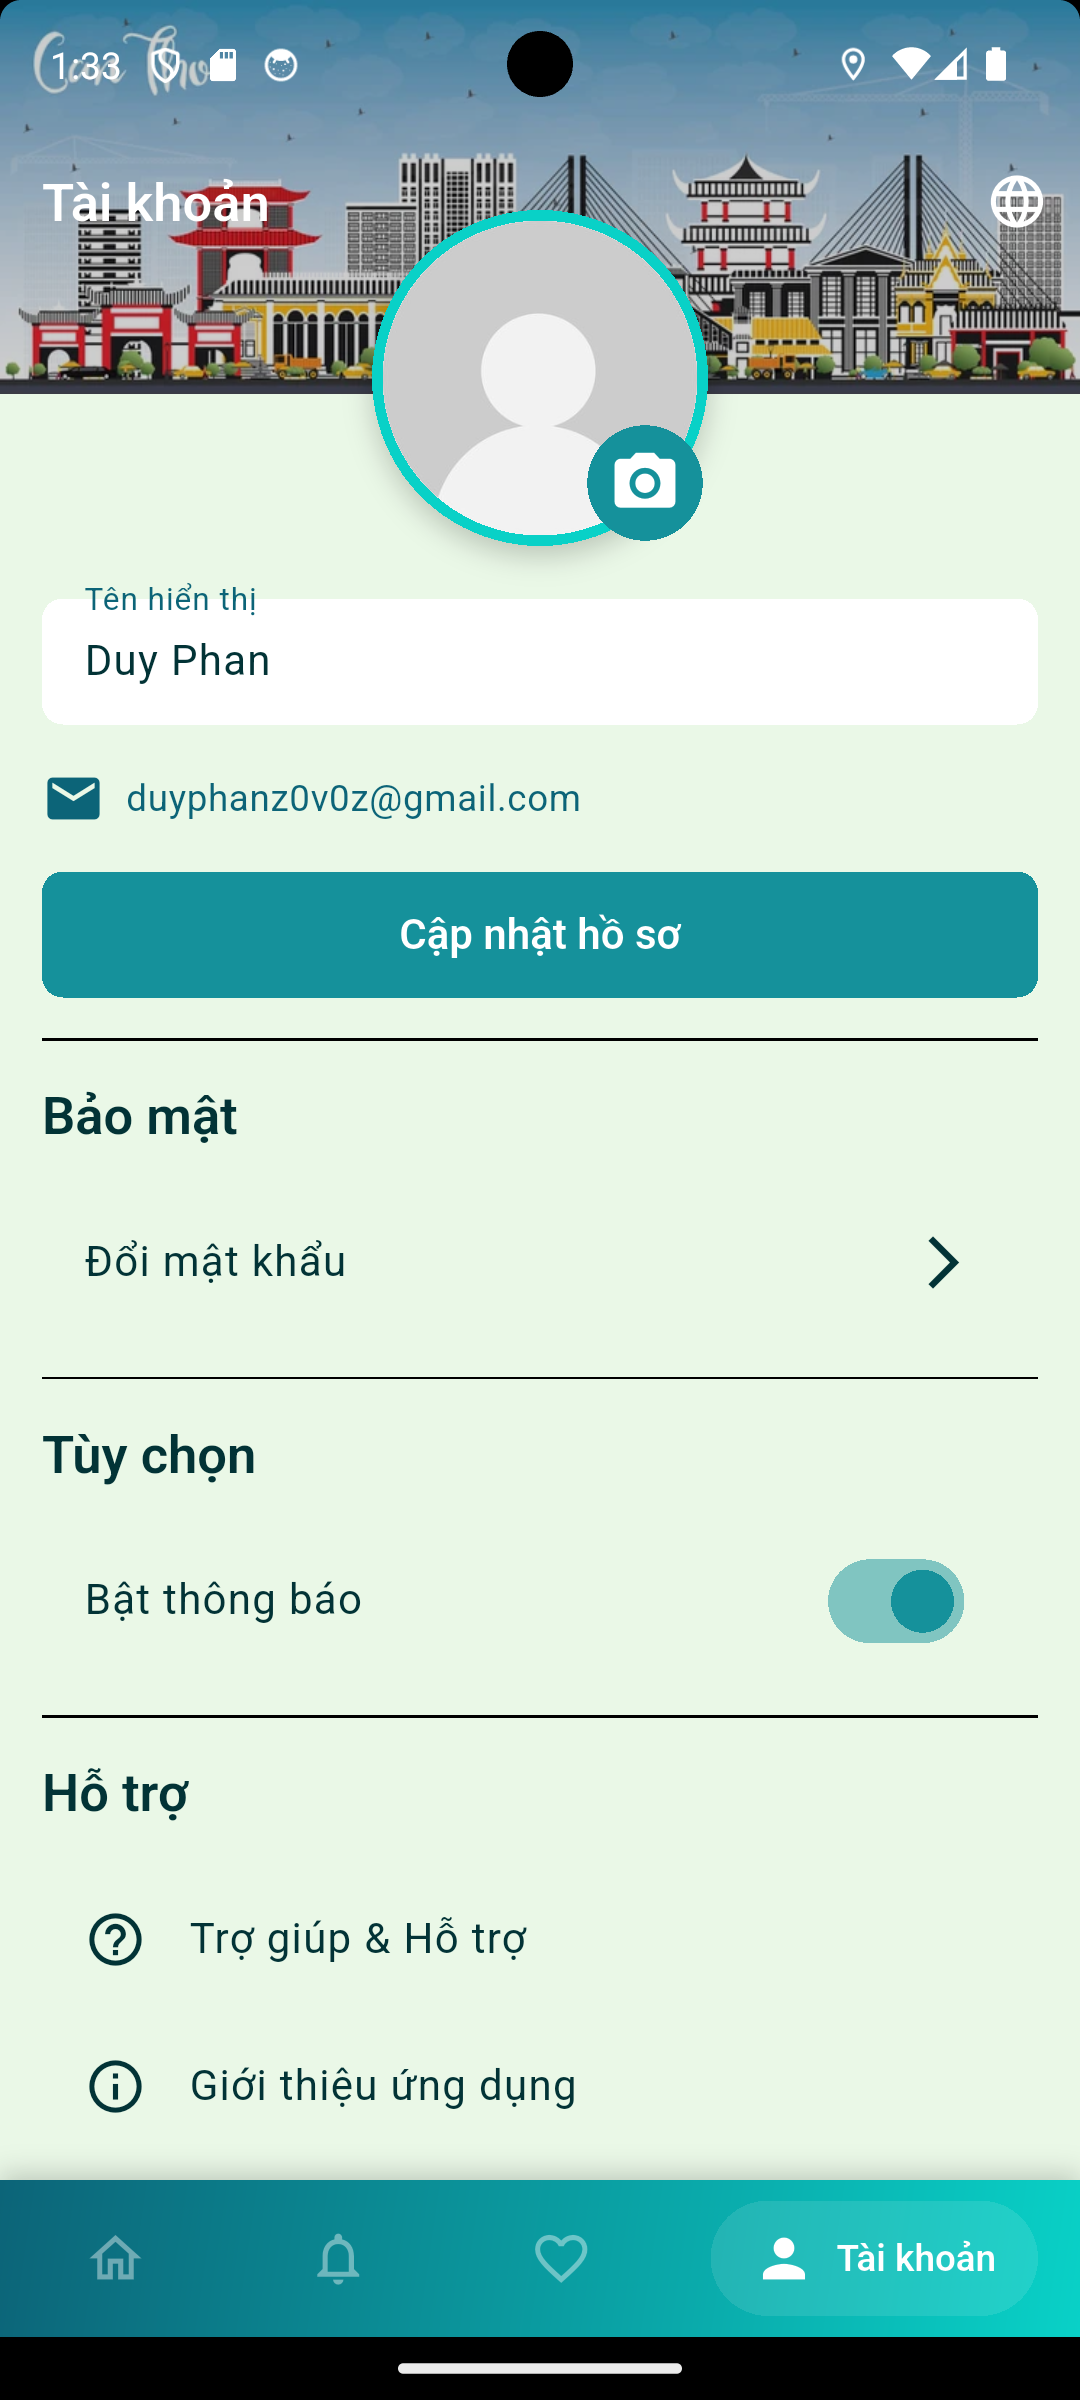 Can Tho
1:33
Tài khoản
Tên hiển thị
Duy Phan
duyphanz0v0z@gmail.com
Cập nhật hồ sơ
Bảo mật
Đổi mật khẩu
Tùy chọn
Bật thông báo
Hỗ trợ
Trợ giúp & Hỗ trợ
Giới thiệu ứng dụng
Tài khoản